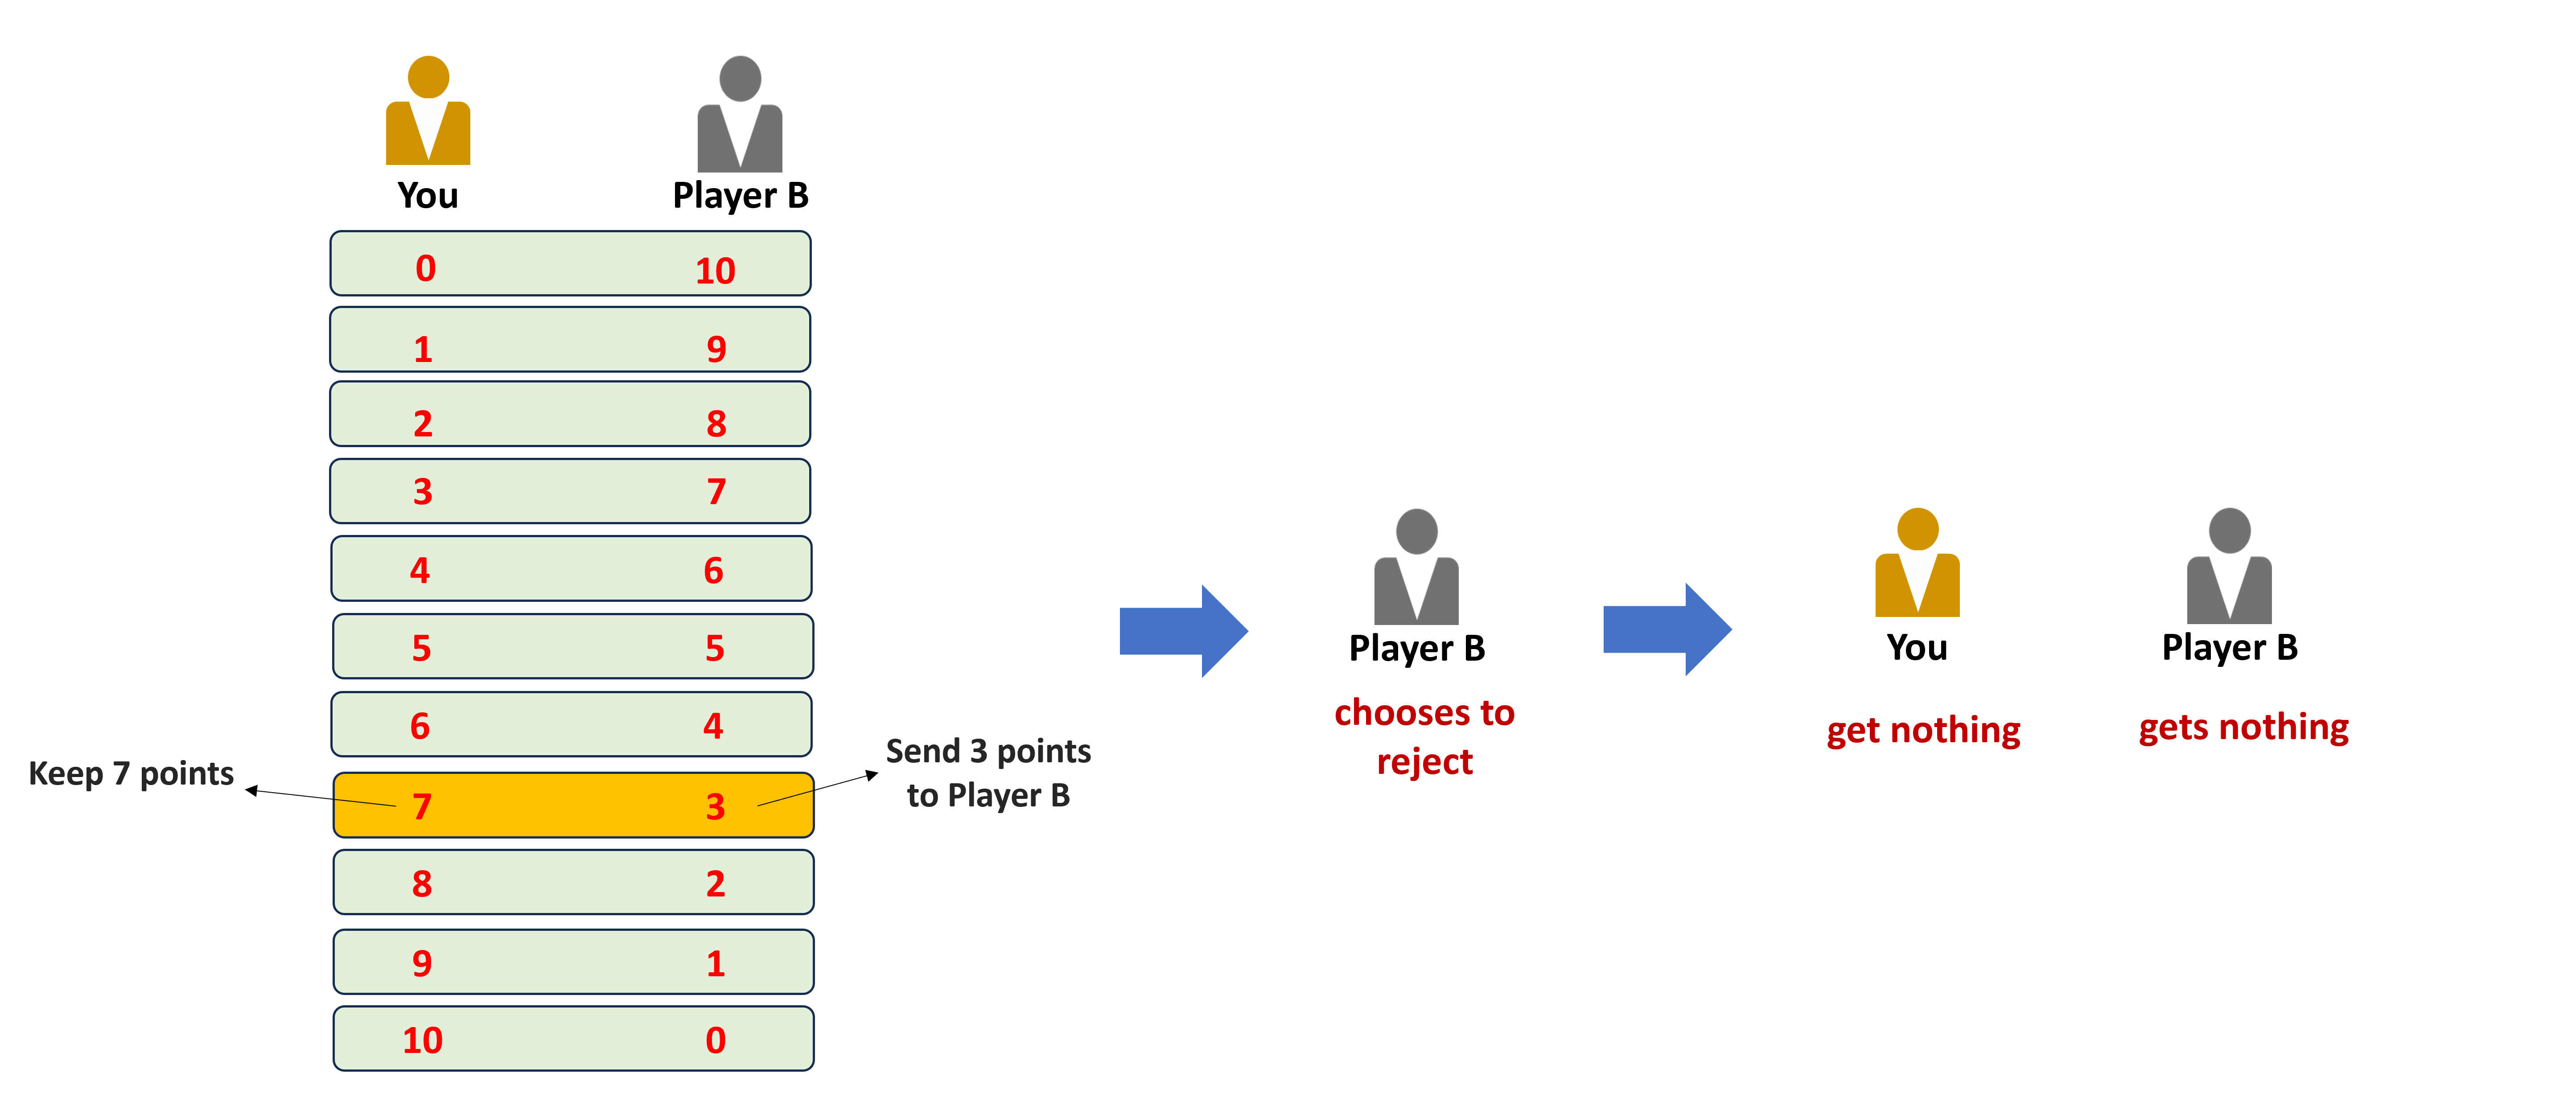 You Player B
0 10
1 9
2 8
3 7
4 6
5 5
6 4
Keep 7 points
7 3
Send 3 points
to Player B
8 2
9 1
10 0
Player B
chooses to
reject
You Player B
get nothing gets nothing